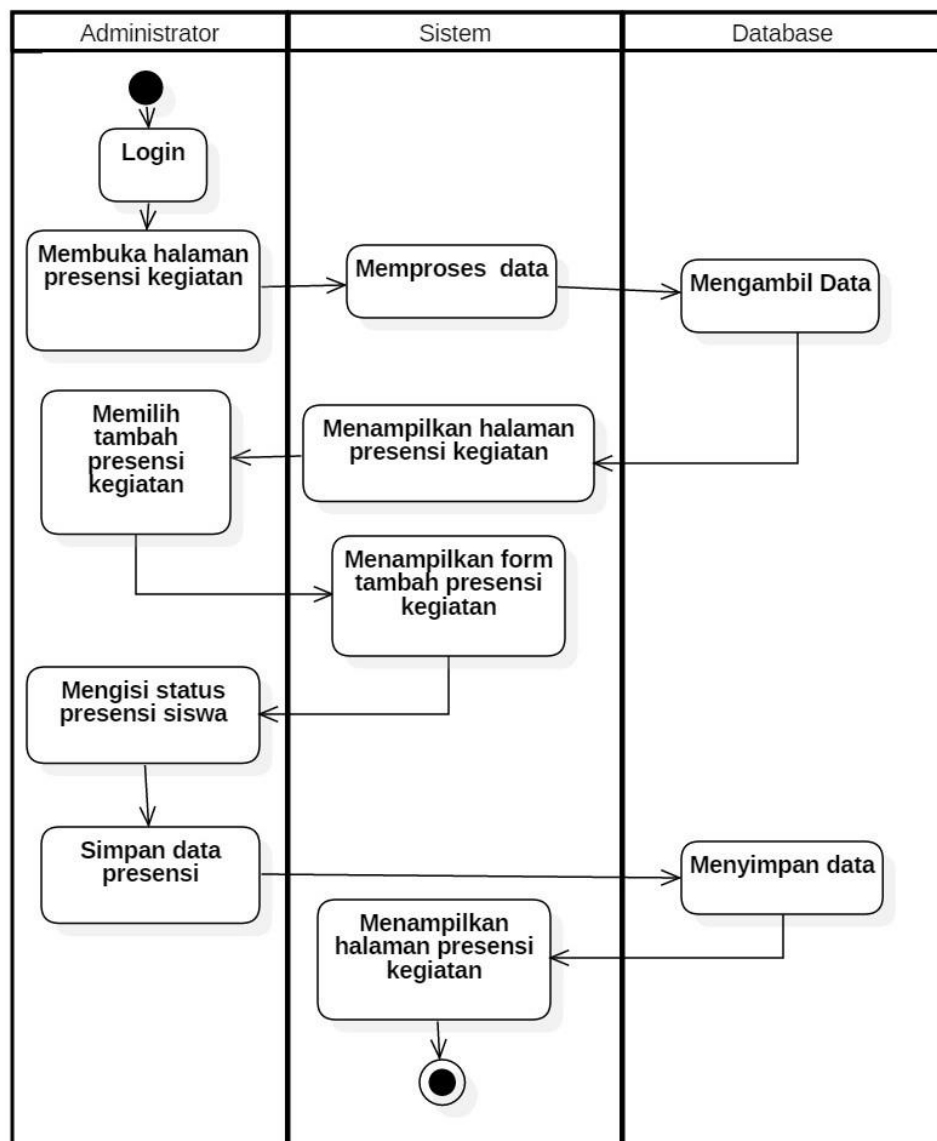 Administrator
Sistem
Database
Login
Membuka halaman
presensi kegiatan
Memproses  data
Mengambil Data
Memilih
tambah
presensi
kegiatan
Menampilkan halaman
presensi kegiatan
Menampilkan form
tambah presensi
kegiatan
Mengisi status
presensi siswa
Simpan data
presensi
Menyimpan data
Menampilkan
halaman presensi
kegiatan